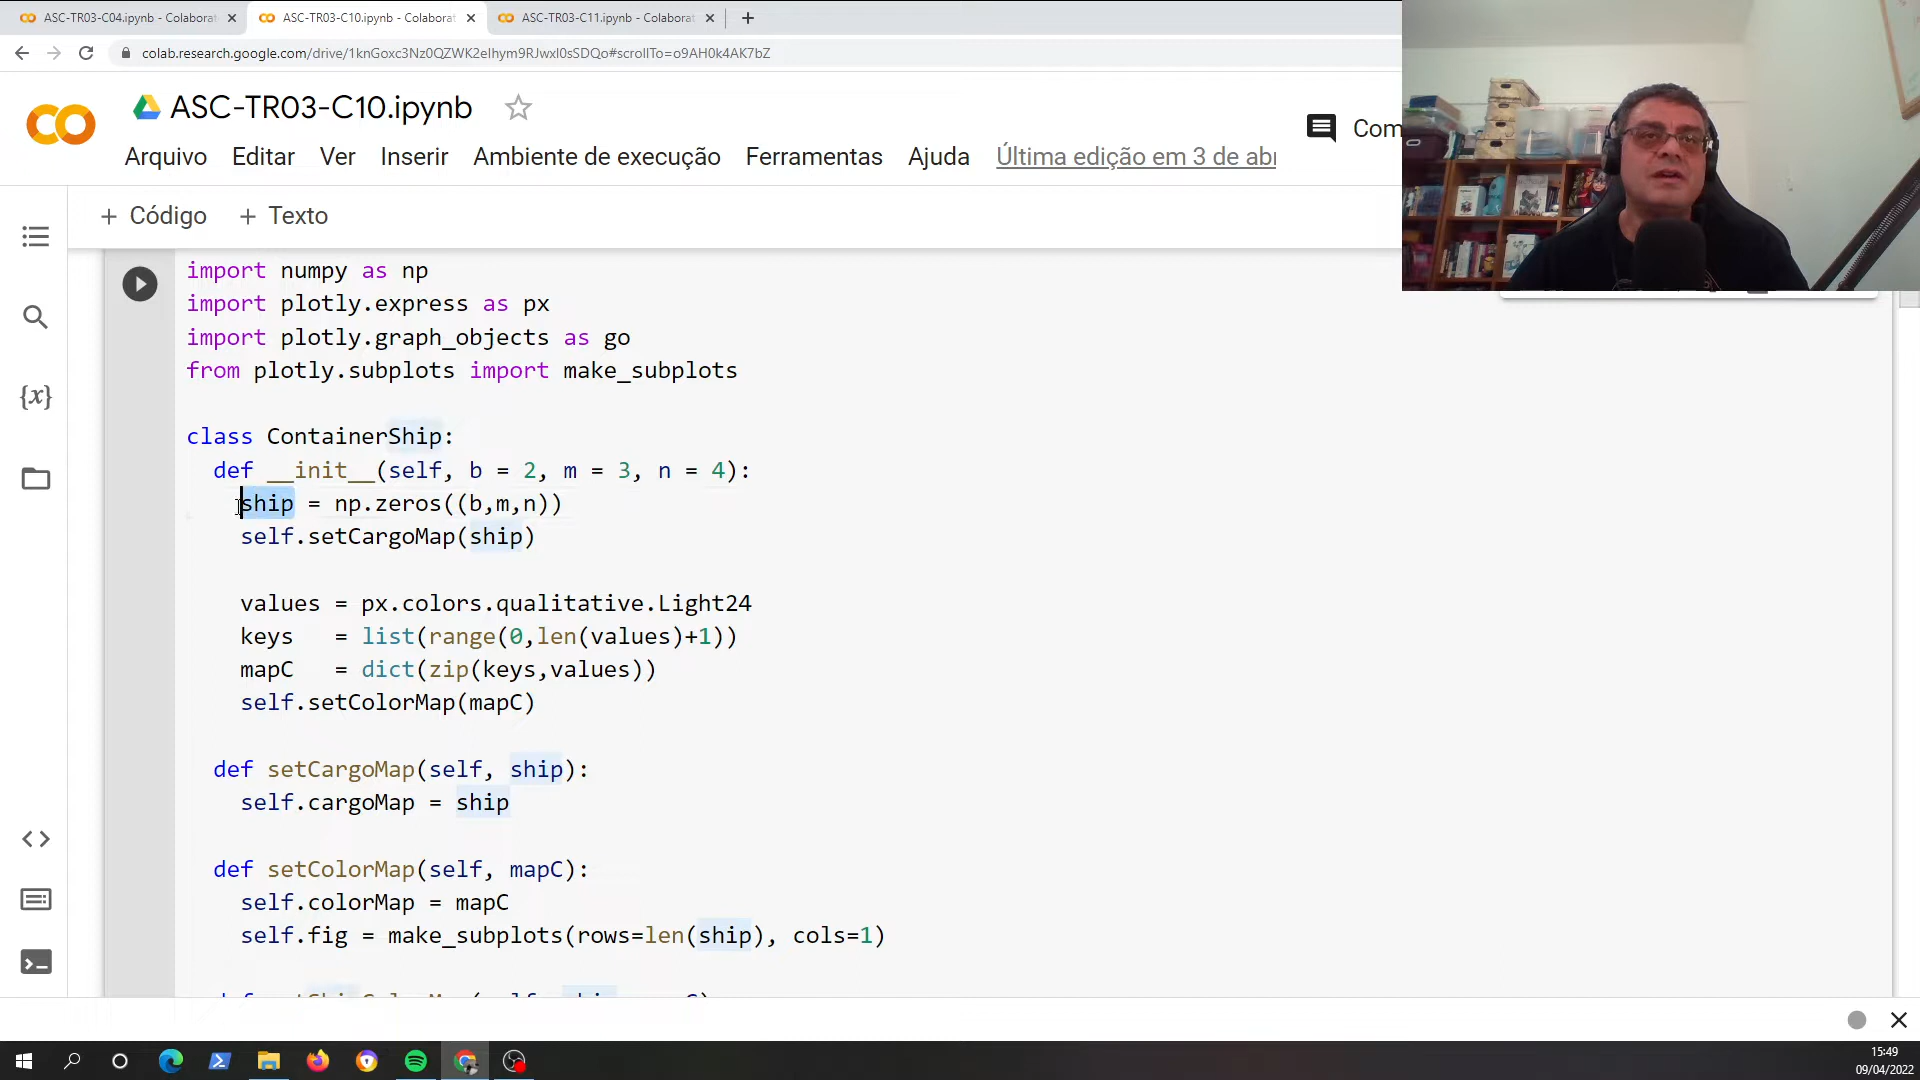 ASC-TR03-C04.ipynb - Colaborat
ASC-TR03-C10.ipynb - Colaborat
ASC-TR03-C11.ipynb - Colaborat
colab.research.google.com/drive/1knGoxc3Nz0QZWK2eIhym9RJwxl0sSDQo#scrollTo=o9AH0k4AK7bZ
CO
ASC-TR03-C10.ipynb
Com
Arquivo Editar Ver Inserir Ambiente de execução Ferramentas Ajuda Última edição em 3 de abr
+ Código + Texto
import numpy as np
import plotly.express as px
import plotly.graph_objects as go
from plotly.subplots import make_subplots
class ContainerShip:
def __init__(self, b = 2, m = 3, n = 4):
ship = np.zeros((b,m,n))
self.setCargoMap(ship)
values = px.colors.qualitative.Light24
keys = list(range(0,len(values)+1))
mapC = dict(zip(keys,values))
self.setColorMap(mapC)
def setCargoMap(self, ship):
self.cargoMap = ship
def setColorMap(self, mapC):
self.colorMap = mapC
self.fig = make_subplots(rows=len(ship), cols=1)
{x}
15:49
09/04/2022